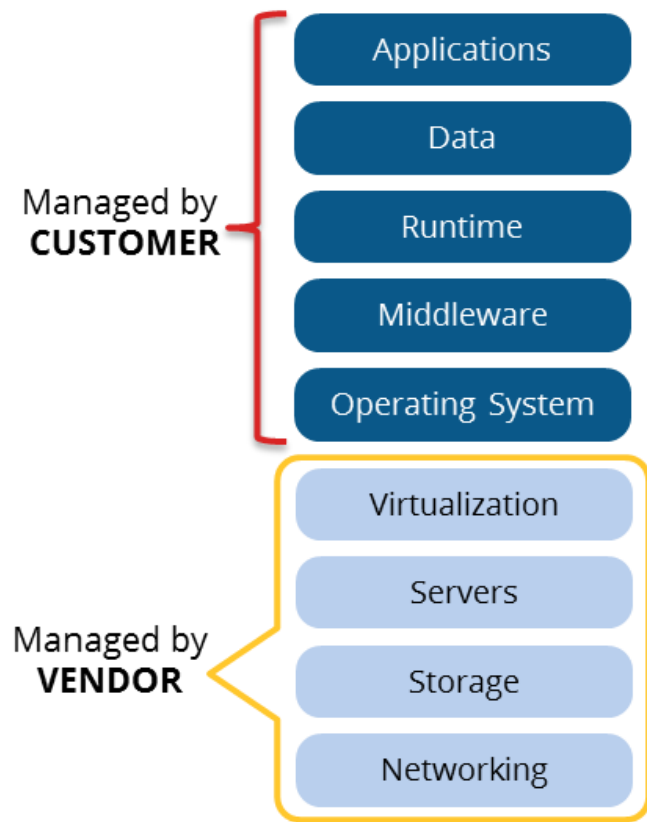 Applications
Data
Runtime
Middleware
Operating System
Managed by
CUSTOMER
Virtualization
Servers
Storage
Networking
Managed by
VENDOR